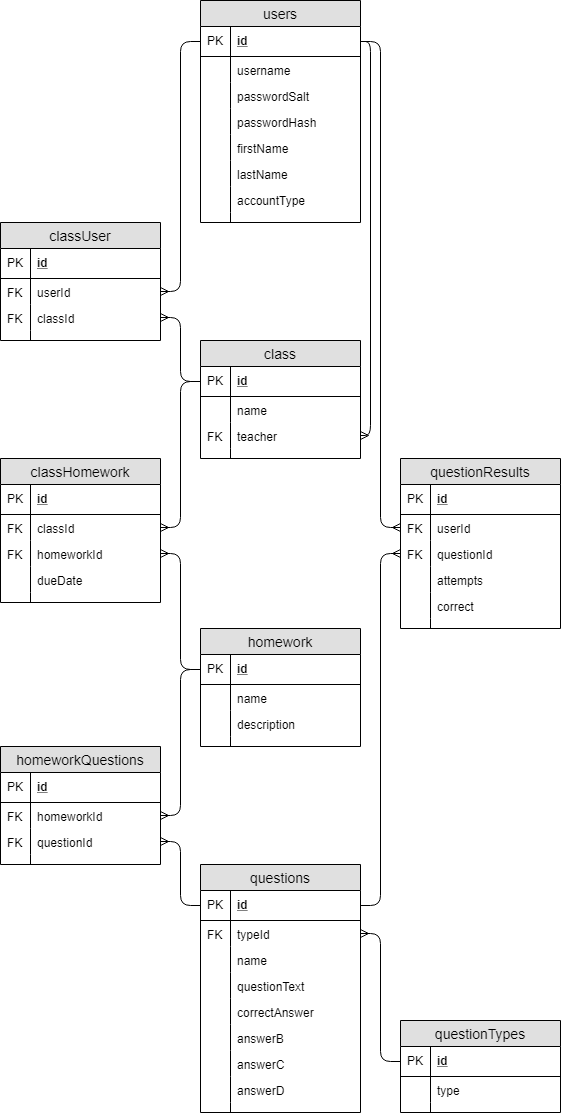 users
PK id
username
passwordSalt
passwordHash
firstName
lastName
accountType
classUser
PK id
FK userId
FK classId
class
PK id
name
FK teacher
classHomework
PK id
FK classId
FK homeworkId
dueDate
questionResults
PK id
FK userId
FK questionId
attempts
correct
homework
PK id
name
description
homeworkQuestions
PK id
FK homeworkId
FK questionId
questions
PK id
FK typeId
name
questionText
correctAnswer
answerB
answerC
answerD
questionTypes
PK id
type